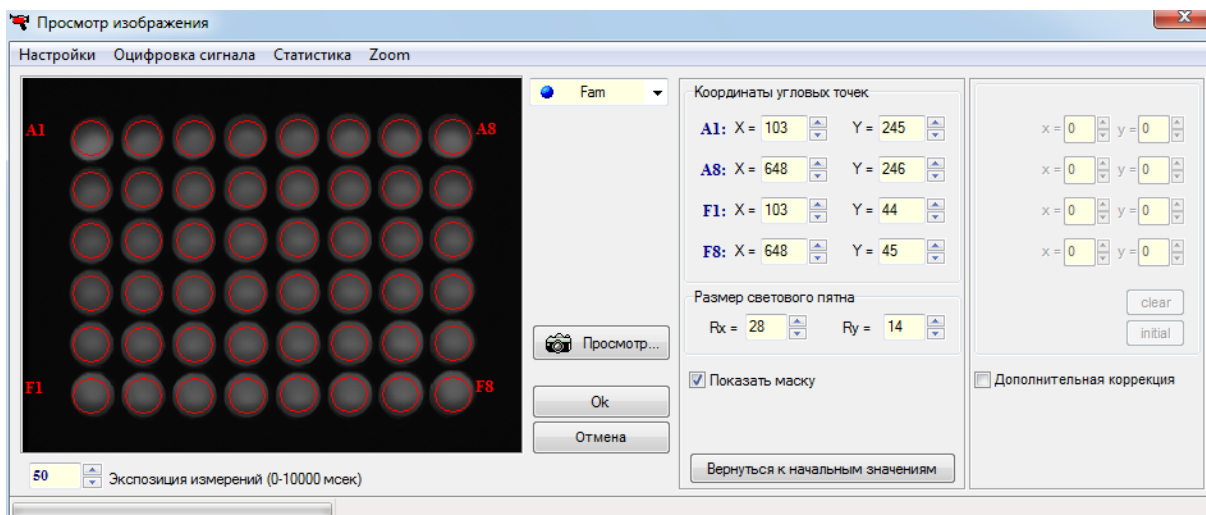 Просмотр изображения
Настройки Оцифровка сигнала Статистика Zoom
A1
A8
F1
F8
50 Экспозиция измерений (0-10000 мсек)
Fam
Просмотр...
Ok
Отмена
Координаты угловых точек
A1: X = 103 Y = 245
A8: X = 648 Y = 246
F1: X = 103 Y = 44
F8: X = 648 Y = 45
Размер светового пятна
Rx = 28 Ry = 14
Показать маску
Вернуться к начальным значениям
x = 0 y = 0
x = 0 y = 0
x = 0 y = 0
x = 0 y = 0
clear
initial
Дополнительная коррекция